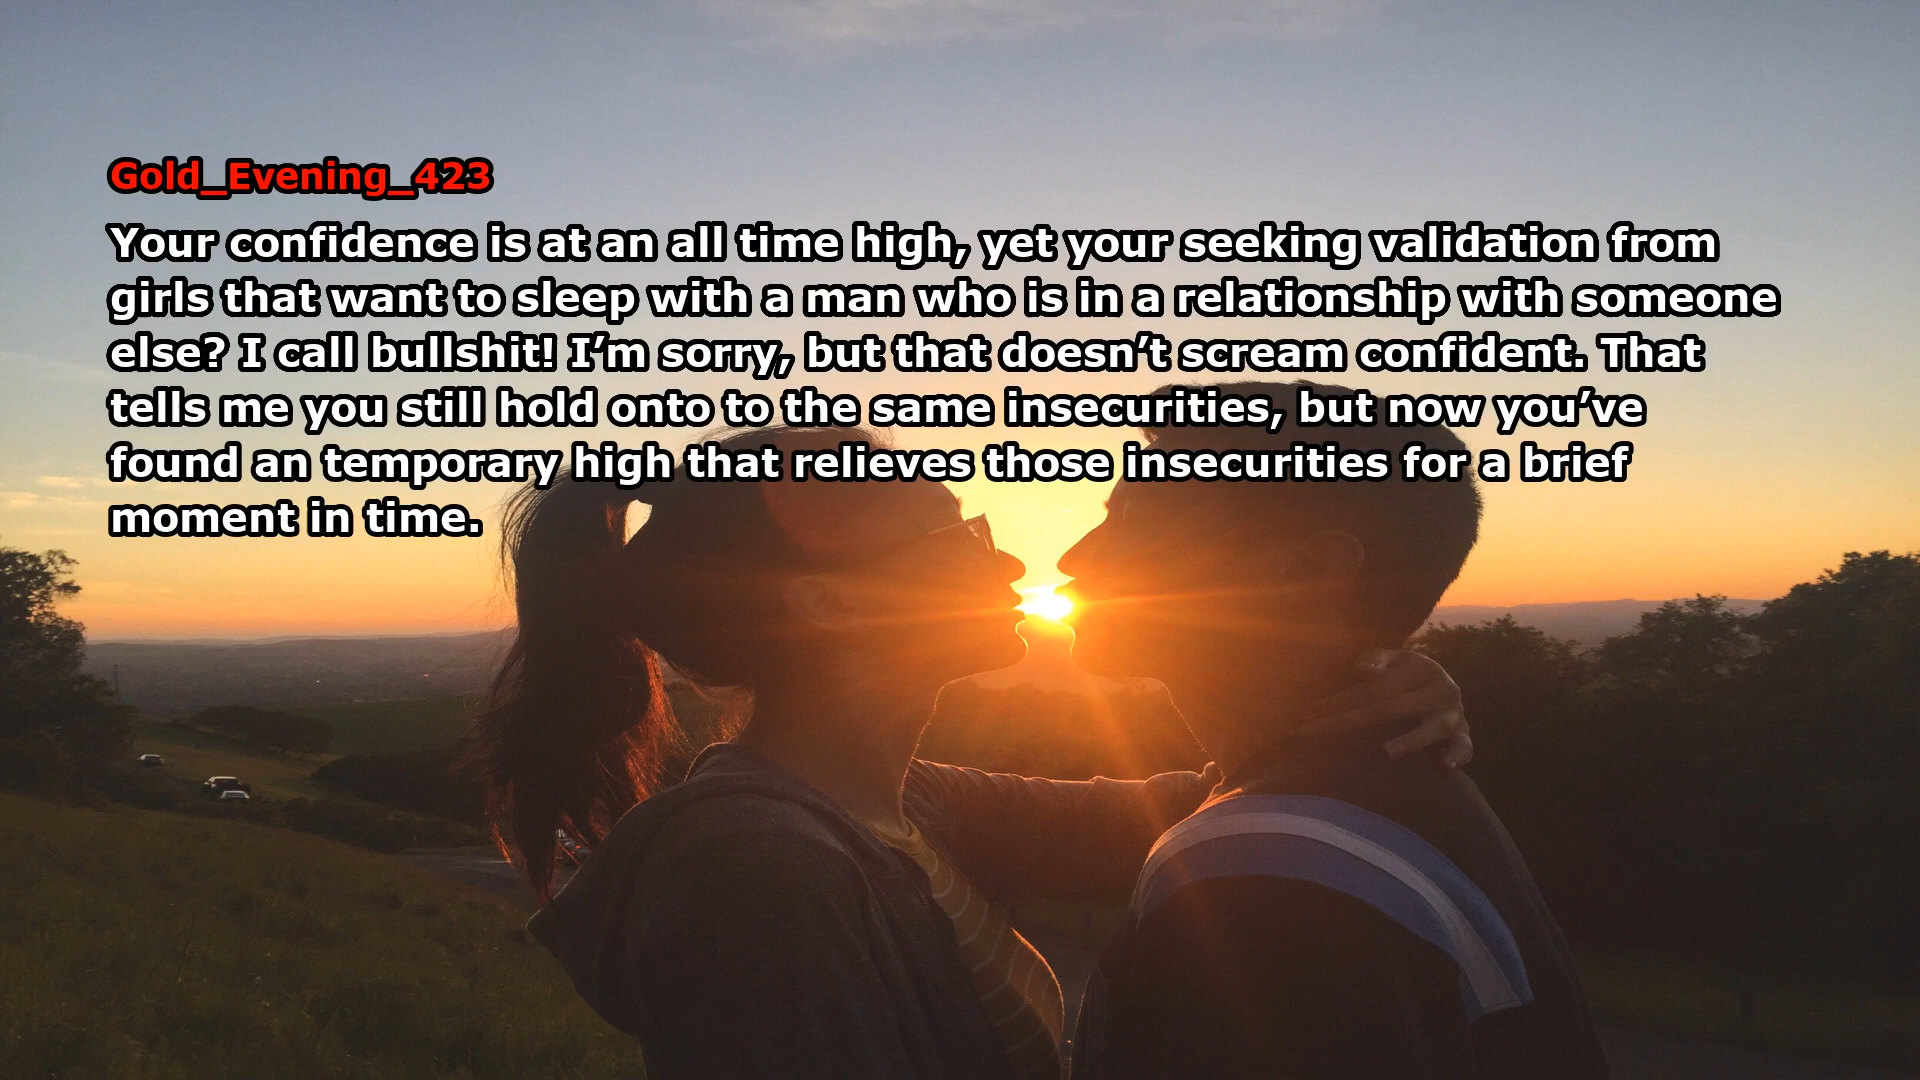 Gold_Evening_423
Your confidence is at an all time high, yet your seeking validation from
girls that want to sleep with a man who is in a relationship with someone
else? I call bullshit! I’m sorry, but that doesn’t scream confident. That
tells me you still hold onto to the same insecurities, but now you’ve
found an temporary high that relieves those insecurities for a brief
moment in time.